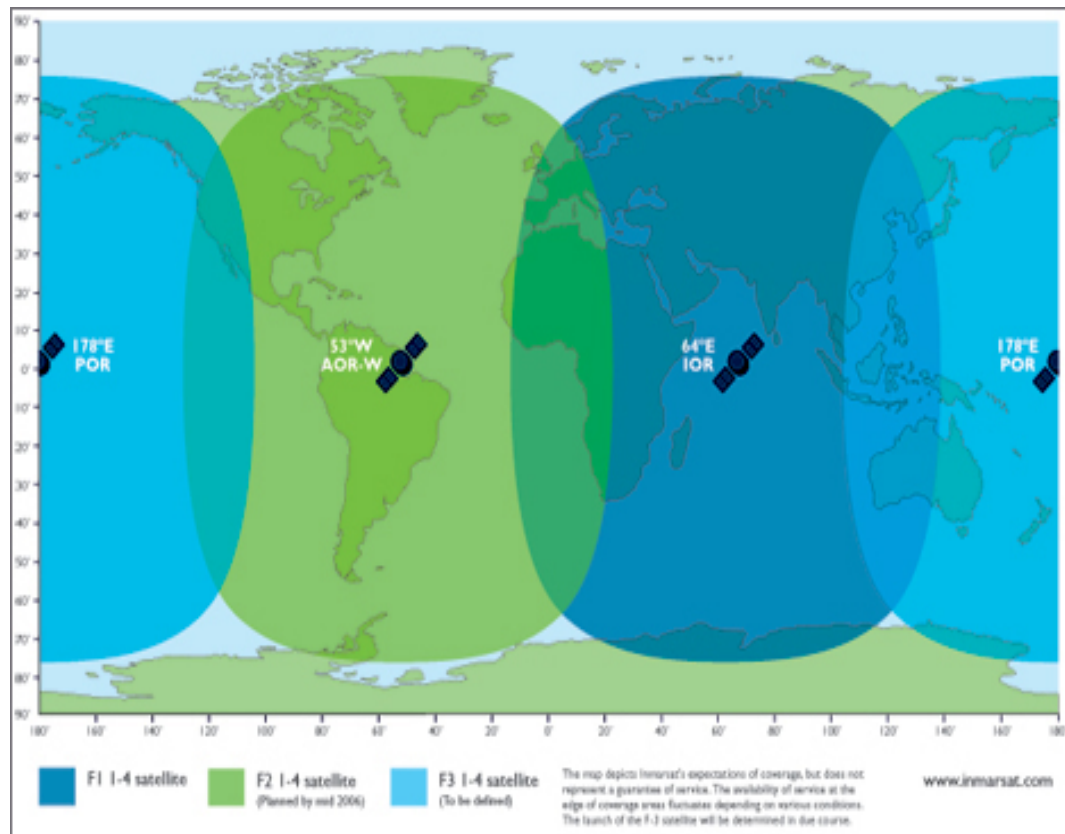 90'
80'
70'
60'
50'
40'
30'
20'
10'
0'
10'
20'
30'
40'
50'
60'
70'
80'
90'
178ºE
POR
53ºW
AOR-W
64ºE
IOR
178ºE
POR
180' 160' 140' 120' 100' 80' 60' 40' 20' 0' 20' 40' 60' 80' 100' 120' 140' 160' 180'
F1 I-4 satellite
F2 I-4 satellite
(Planned by mid 2006)
F3 I-4 satellite
(To be defined)
The map depicts Inmarsat's expectations of coverage, but does not
represent a guarantee of service. The availability of service at the
edge of coverage areas fluctuates depending on various conditions.
The launch of the F-3 satellite will be determined in due course.
www.inmarsat.com